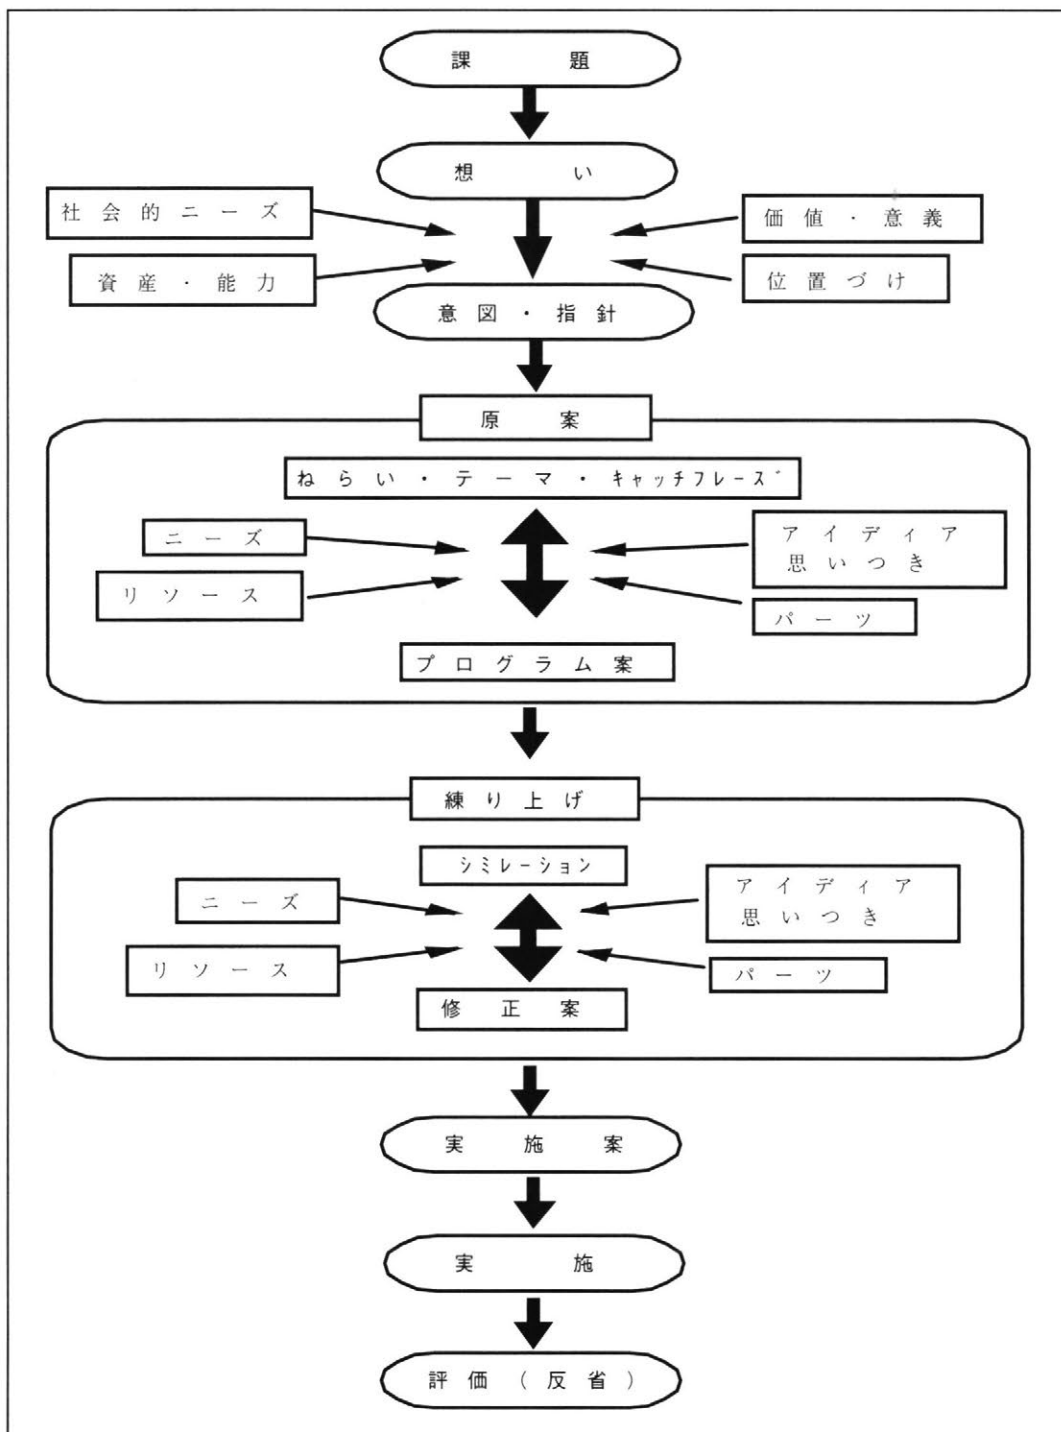 課題
想い
社会的ニーズ
価値・意義
資産・能力
位置づけ
意図・指針
原案
ねらい・テーマ・ｷｬｯﾁﾌﾚｰｽﾞ
ニーズ
アイディア
思いつき
リソース
パーツ
プログラム案
練り上げ
ｼﾐﾚｰｼｮﾝ
ニーズ
アイディア
思いつき
リソース
パーツ
修正案
実施案
実施
評価(反省)